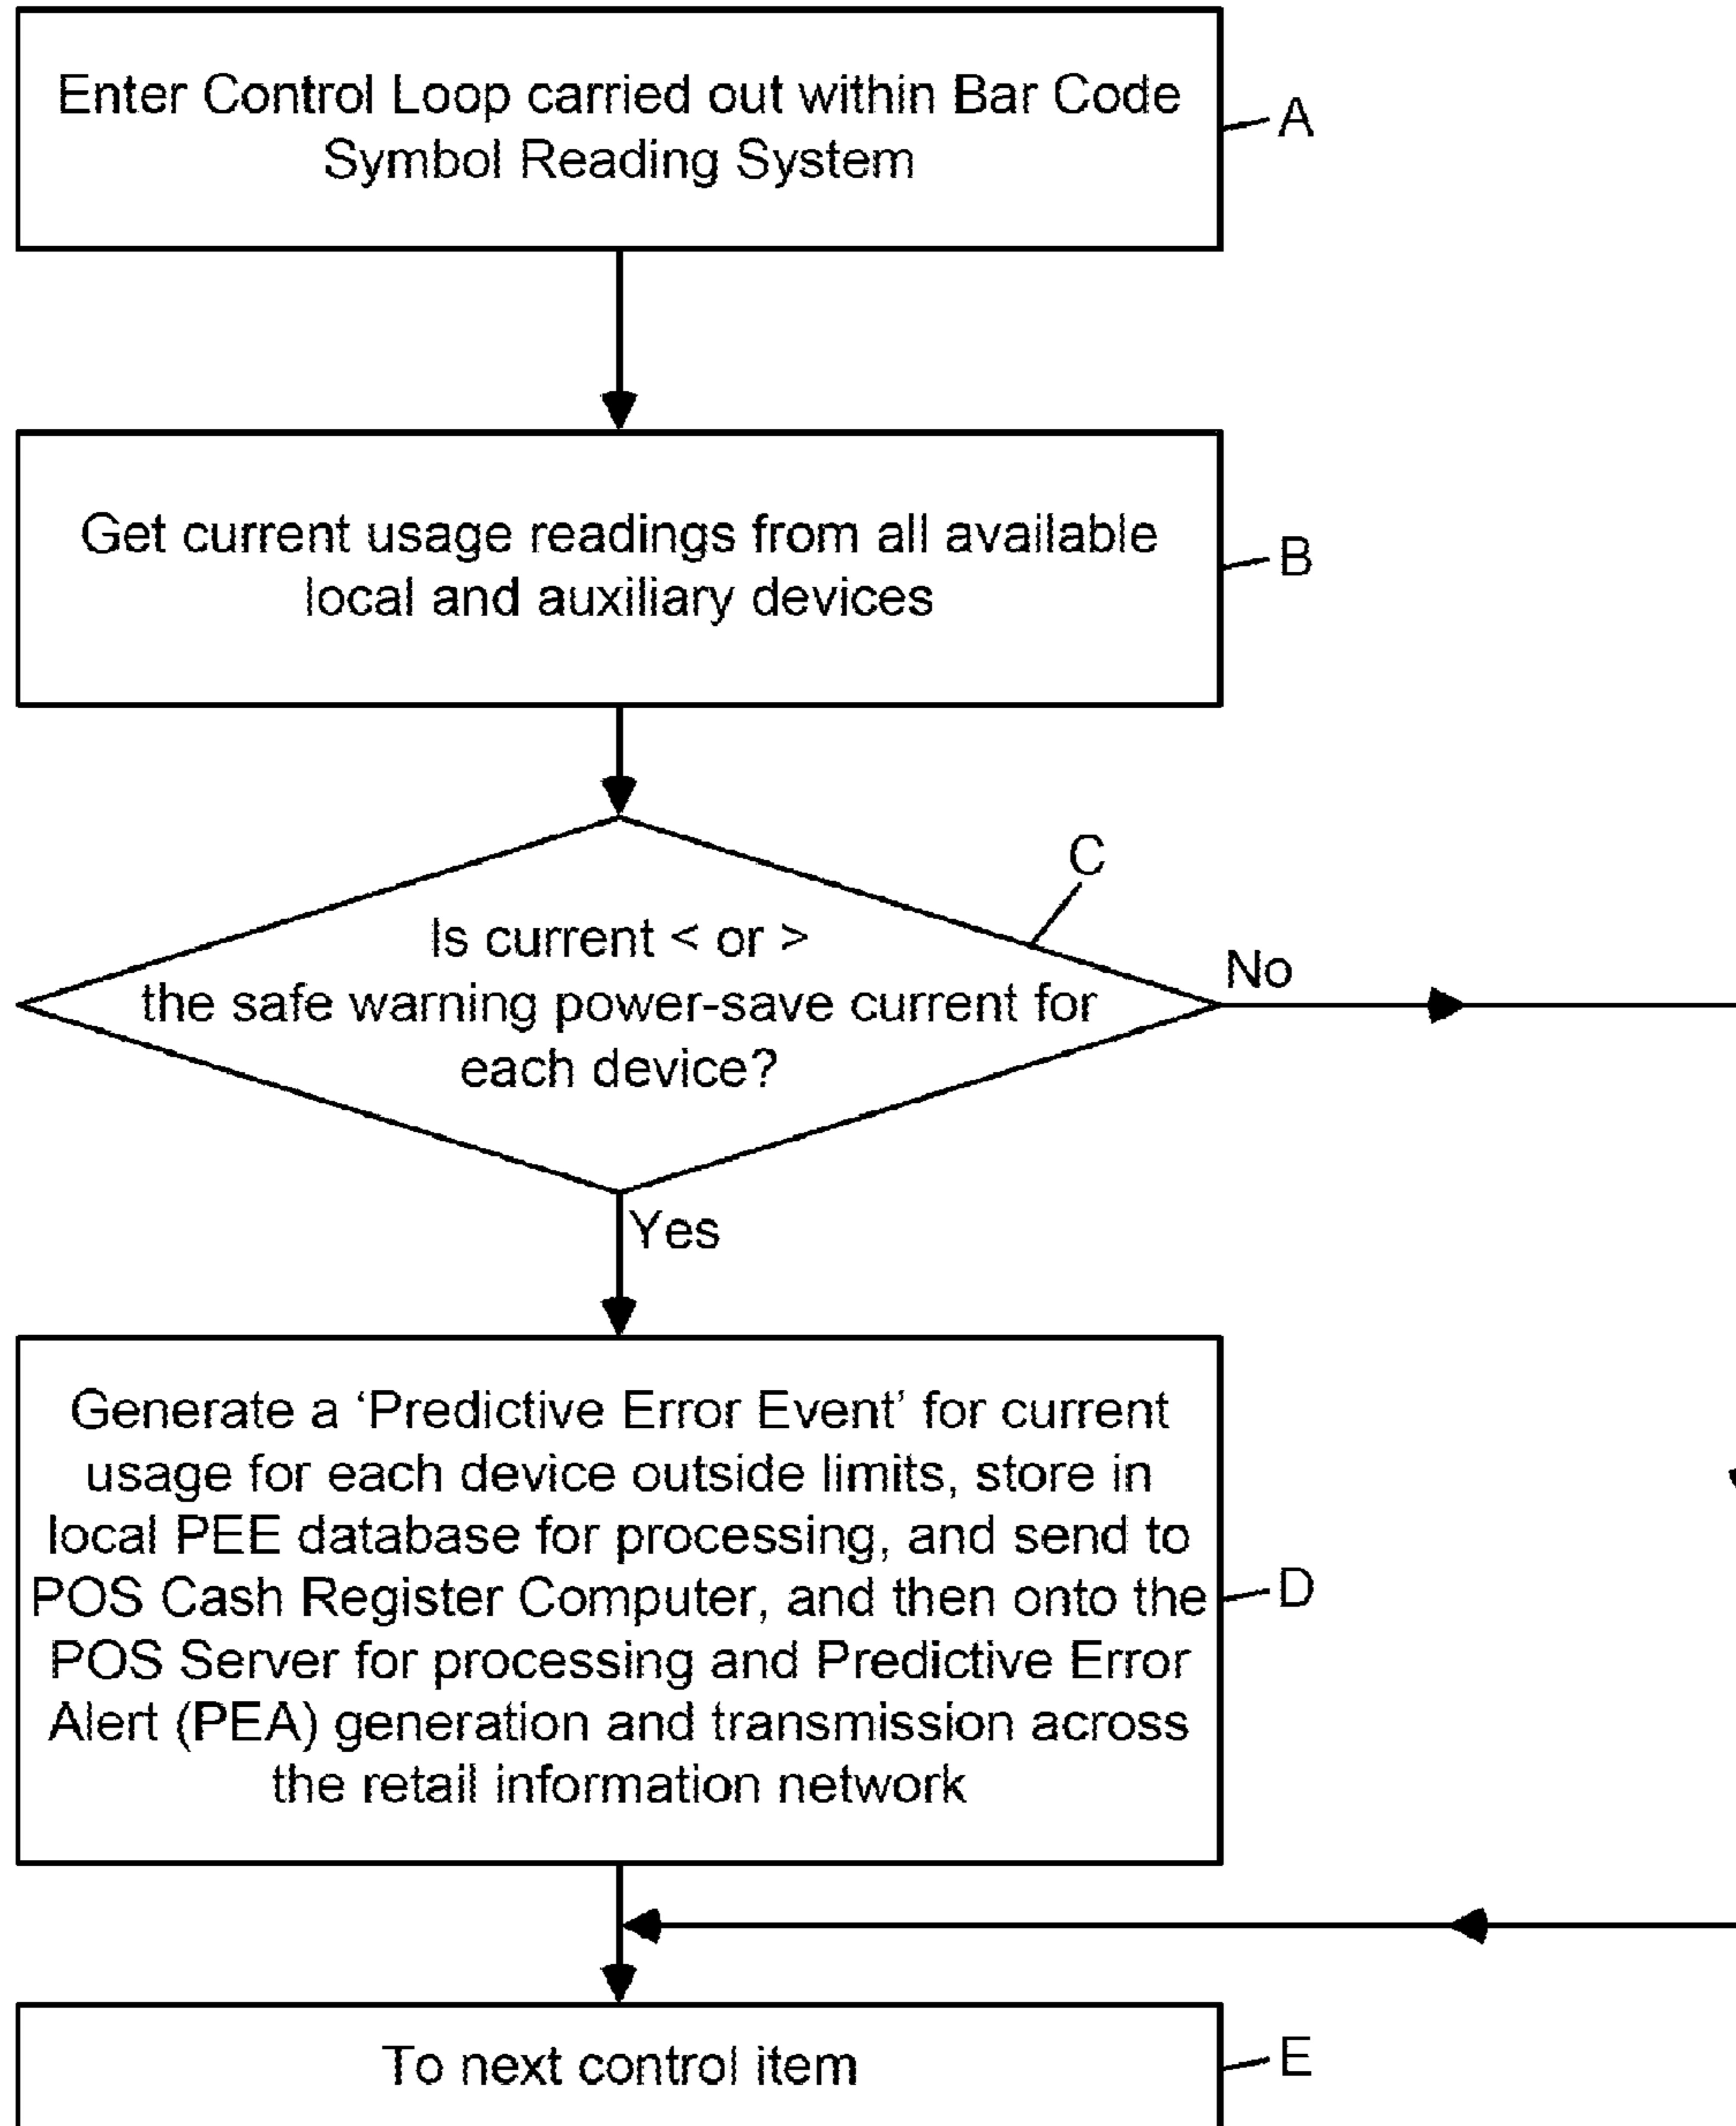 Enter Control Loop carried out within Bar Code
Symbol Reading System
A
Get current usage readings from all available
local and auxiliary devices
B
C
Is current < or >
the safe warning power-save current for
each device?
No
Yes
Generate a ‘Predictive Error Event’ for current
usage for each device outside limits, store in
local PEE database for processing, and send to
POS Cash Register Computer, and then onto the
POS Server for processing and Predictive Error
Alert (PEA) generation and transmission across
the retail information network
D
To next control item
E